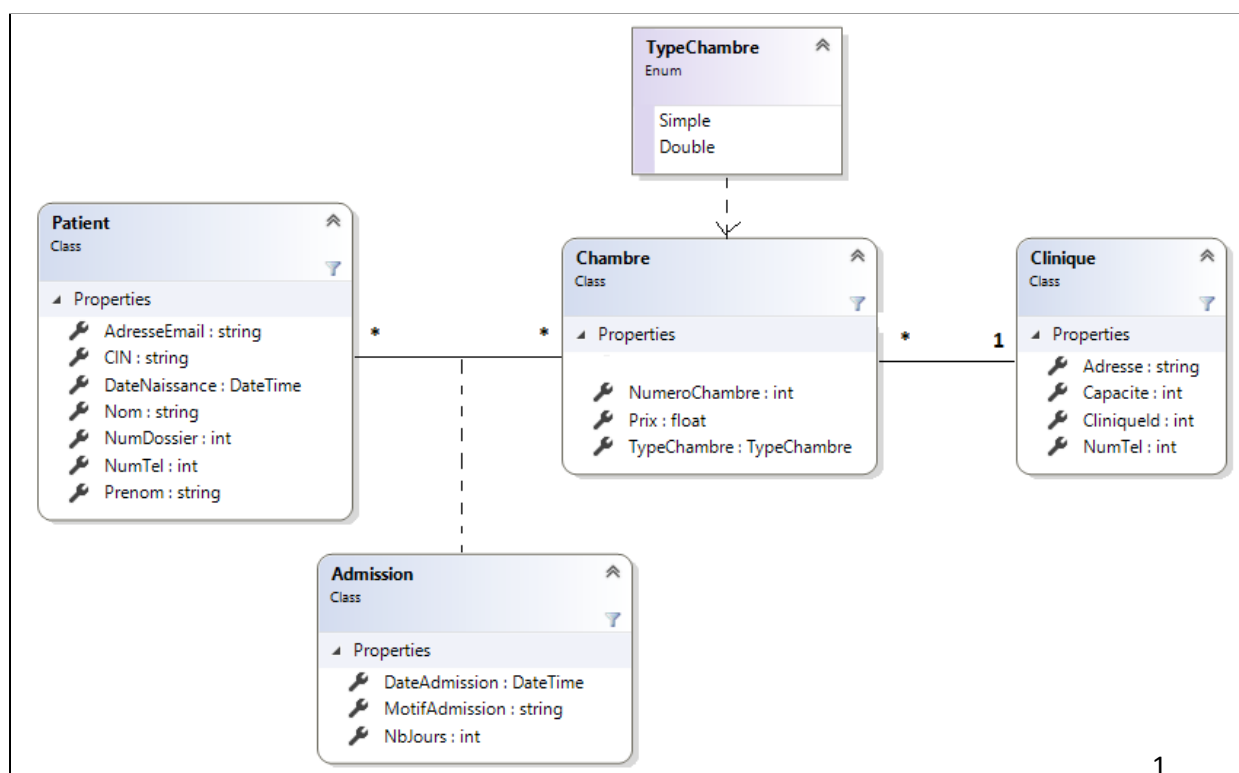 TypeChambre
Enum
Simple
Double
Patient
Class
Properties
AdresseEmail : string
CIN : string
DateNaissance : DateTime
Nom : string
NumDossier : int
NumTel : int
Prenom : string
*
*
Chambre
Class
Properties
NumeroChambre : int
Prix : float
TypeChambre : TypeChambre
*
1
Clinique
Class
Properties
Adresse : string
Capacite : int
CliniqueId : int
NumTel : int
Admission
Class
Properties
DateAdmission : DateTime
MotifAdmission : string
NbJours : int
1